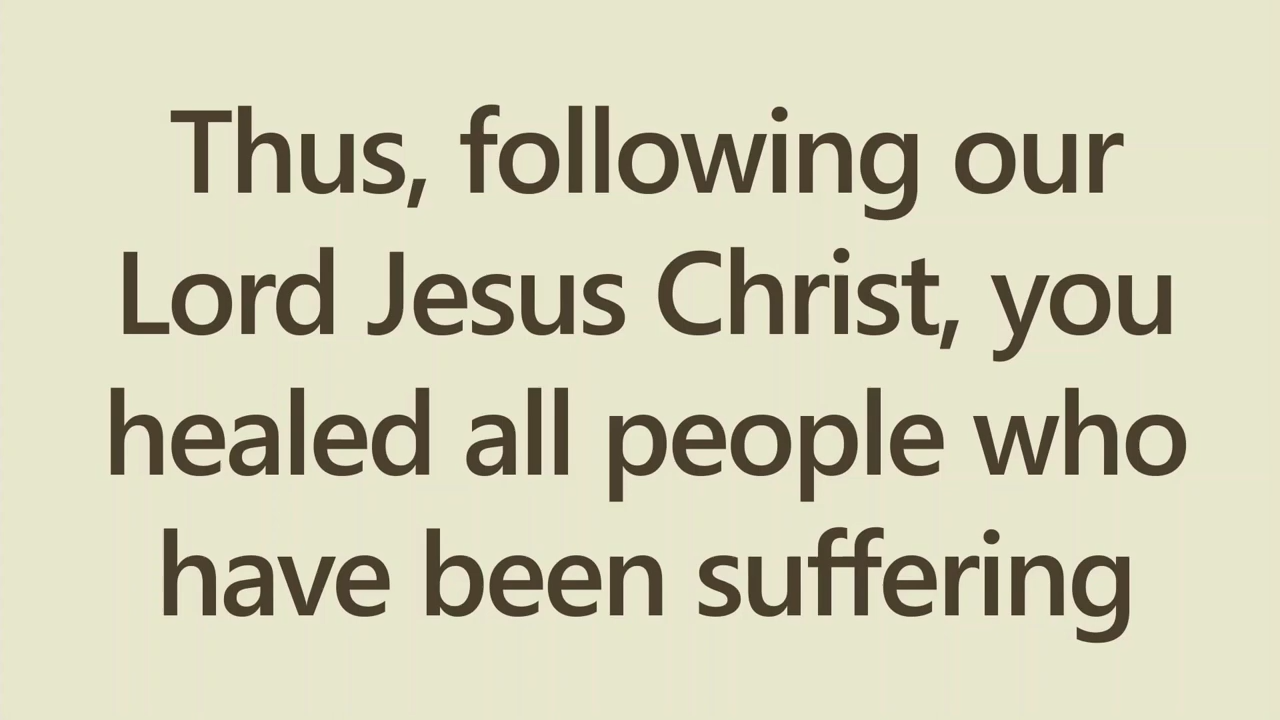 Thus, following our
Lord Jesus Christ, you
healed all people who
have been suffering